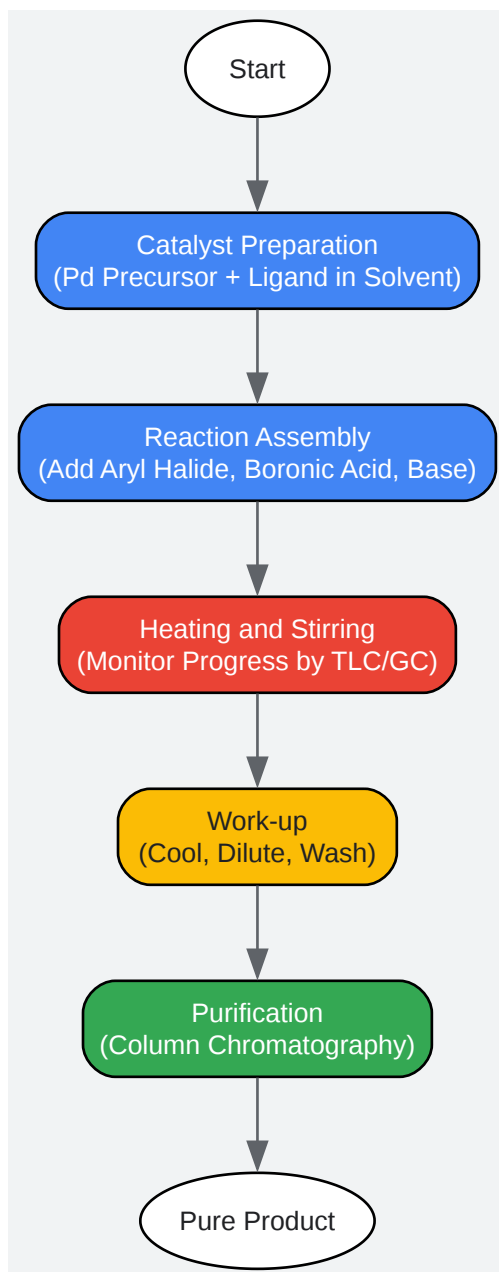 Start
Catalyst Preparation
(Pd Precursor + Ligand in Solvent)
Reaction Assembly
(Add Aryl Halide, Boronic Acid, Base)
Heating and Stirring
(Monitor Progress by TLC/GC)
Work-up
(Cool, Dilute, Wash)
Purification
(Column Chromatography)
Pure Product